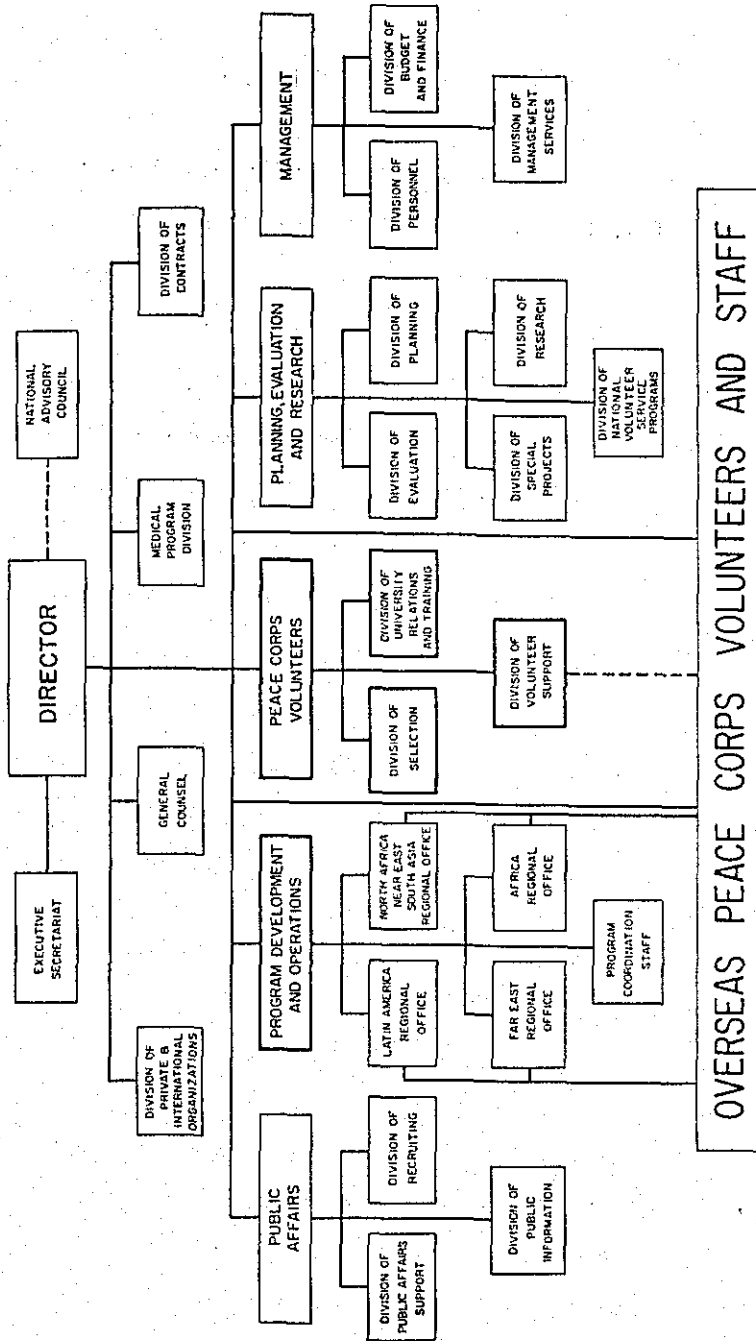 DIRECTOR
EXECUTIVE
SECRETARIAT
NATIONAL
ADVISORY
COUNCIL
DIVISION OF
PRIVATE &
INTERNATIONAL
ORGANIZATIONS
GENERAL
COUNSEL
MEDICAL
PROGRAM
DIVISION
DIVISION OF
CONTRACTS
PUBLIC
AFFAIRS
DIVISION OF
PUBLIC AFFAIRS
SUPPORT
DIVISION OF
RECRUITING
DIVISION OF
PUBLIC
INFORMATION
PROGRAM DEVELOPMENT
AND OPERATIONS
LATIN AMERICA
REGIONAL
OFFICE
NORTH AFRICA
NEAR EAST
SOUTH ASIA
REGIONAL OFFICE
FAR EAST
REGIONAL
OFFICE
AFRICA
REGIONAL
OFFICE
PROGRAM
COORDINATION
STAFF
PEACE CORPS
VOLUNTEERS
DIVISION OF
SELECTION
DIVISION OF
UNIVERSITY
RELATIONS
AND TRAINING
DIVISION OF
VOLUNTEER
SUPPORT
PLANNING, EVALUATION
AND RESEARCH
DIVISION OF
EVALUATION
DIVISION OF
PLANNING
DIVISION OF
SPECIAL
PROJECTS
DIVISION OF
RESEARCH
DIVISION OF
NATIONAL
VOLUNTEER
SERVICE
PROGRAMS
MANAGEMENT
DIVISION OF
PERSONNEL
DIVISION OF
BUDGET
AND FINANCE
DIVISION OF
MANAGEMENT
SERVICES
OVERSEAS PEACE CORPS VOLUNTEERS AND STAFF